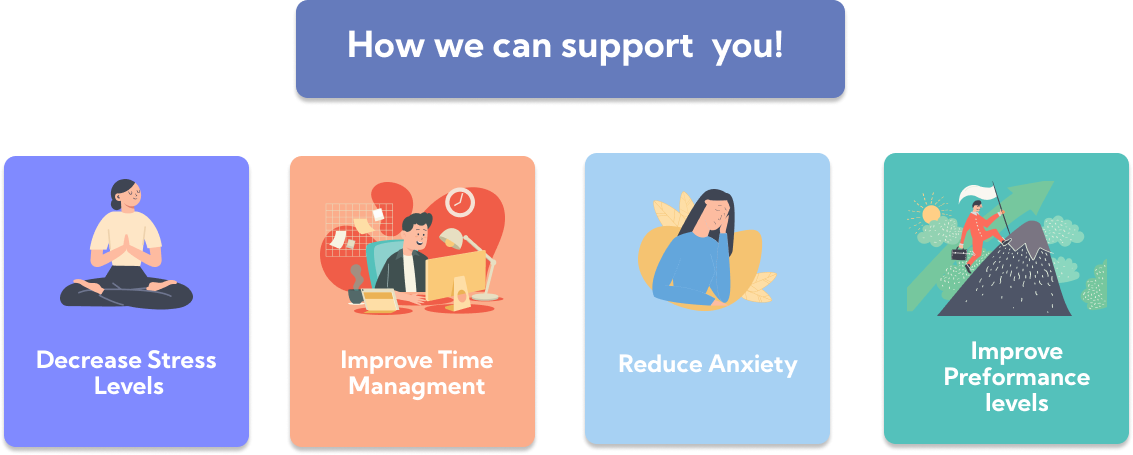 How we can support  you!
Decrease Stress
Levels
Improve Time
Managment
Reduce Anxiety
Improve
Preformance
levels